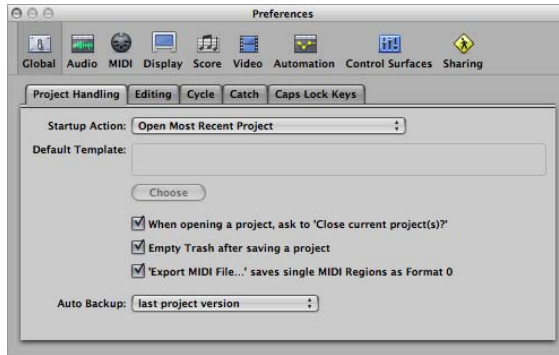 Preferences
Global Audio MIDI Display Score Video Automation Control Surfaces Sharing
Project Handling Editing Cycle Catch Caps Lock Keys
Startup Action: Open Most Recent Project
Default Template:
Choose
When opening a project, ask to 'Close current project(s)?'
Empty Trash after saving a project
'Export MIDI File...' saves single MIDI Regions as Format 0
Auto Backup: last project version